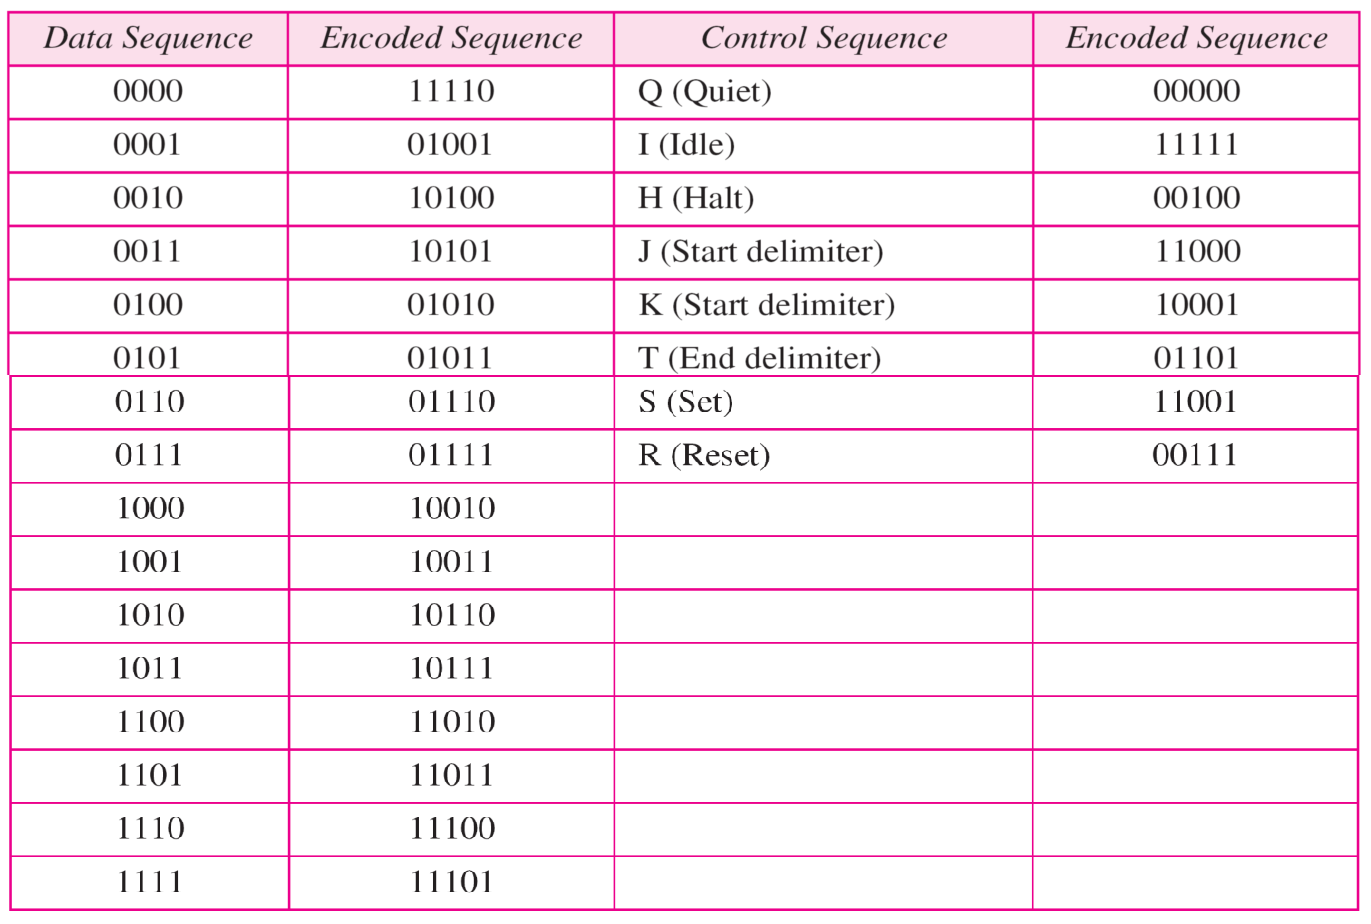 Data Sequence Encoded Sequence Control Sequence Encoded Sequence
0000 11110 Q (Quiet) 00000
0001 01001 I (Idle) 11111
0010 10100 H (Halt) 00100
0011 10101 J (Start delimiter) 11000
0100 01010 K (Start delimiter) 10001
0101 01011 T (End delimiter) 01101
0110 01110 S (Set) 11001
0111 01111 R (Reset) 00111
1000 10010
1001 10011
1010 10110
1011 10111
1100 11010
1101 11011
1110 11100
1111 11101